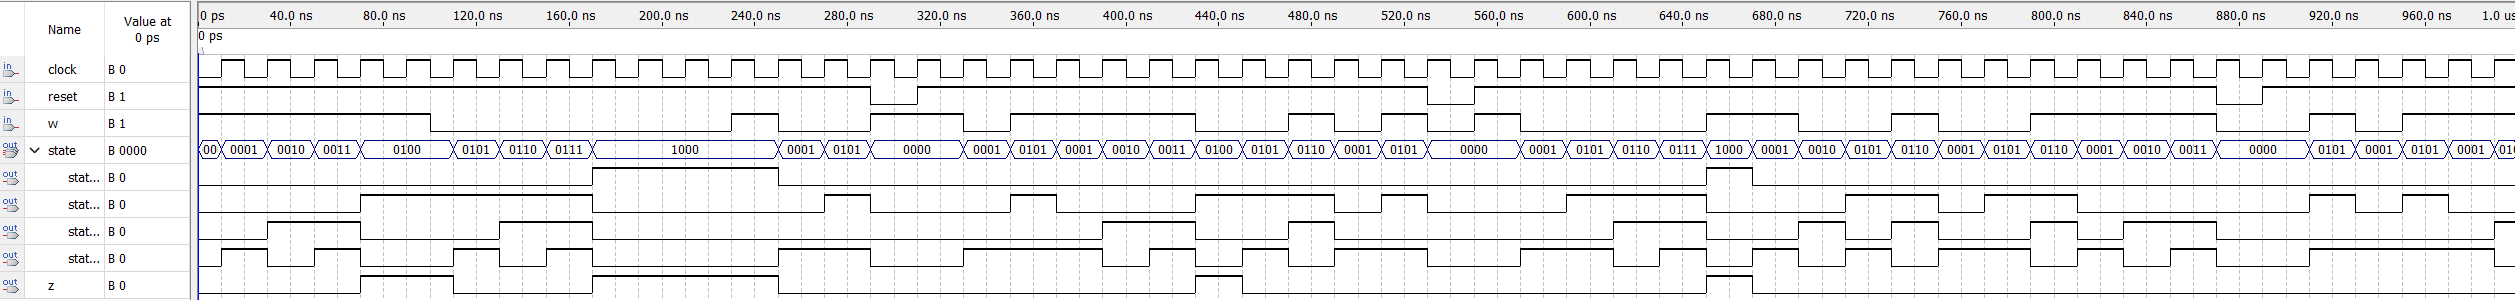 Name
Value at
0 ps
0 ps 40.0 ns 80.0 ns 120.0 ns 160.0 ns 200.0 ns 240.0 ns 280.0 ns 320.0 ns 360.0 ns 400.0 ns 440.0 ns 480.0 ns 520.0 ns 560.0 ns 600.0 ns 640.0 ns 680.0 ns 720.0 ns 760.0 ns 800.0 ns 840.0 ns 880.0 ns 920.0 ns 960.0 ns 1.0 us
0 ps
in clock B 0
in reset B 1
in w B 1
out state B 0000 00 0001 0010 0011 0100 0101 0110 0111 1000 0001 0101 0000 0001 0101 0001 0010 0011 0100 0101 0110 0001 0101 0000 0001 0101 0110 0111 1000 0001 0010 0101 0110 0001 0101 0110 0001 0010 0011 0000 0101 0001 0101 0001 010
out stat... B 0
out stat... B 0
out stat... B 0
out stat... B 0
out z B 0